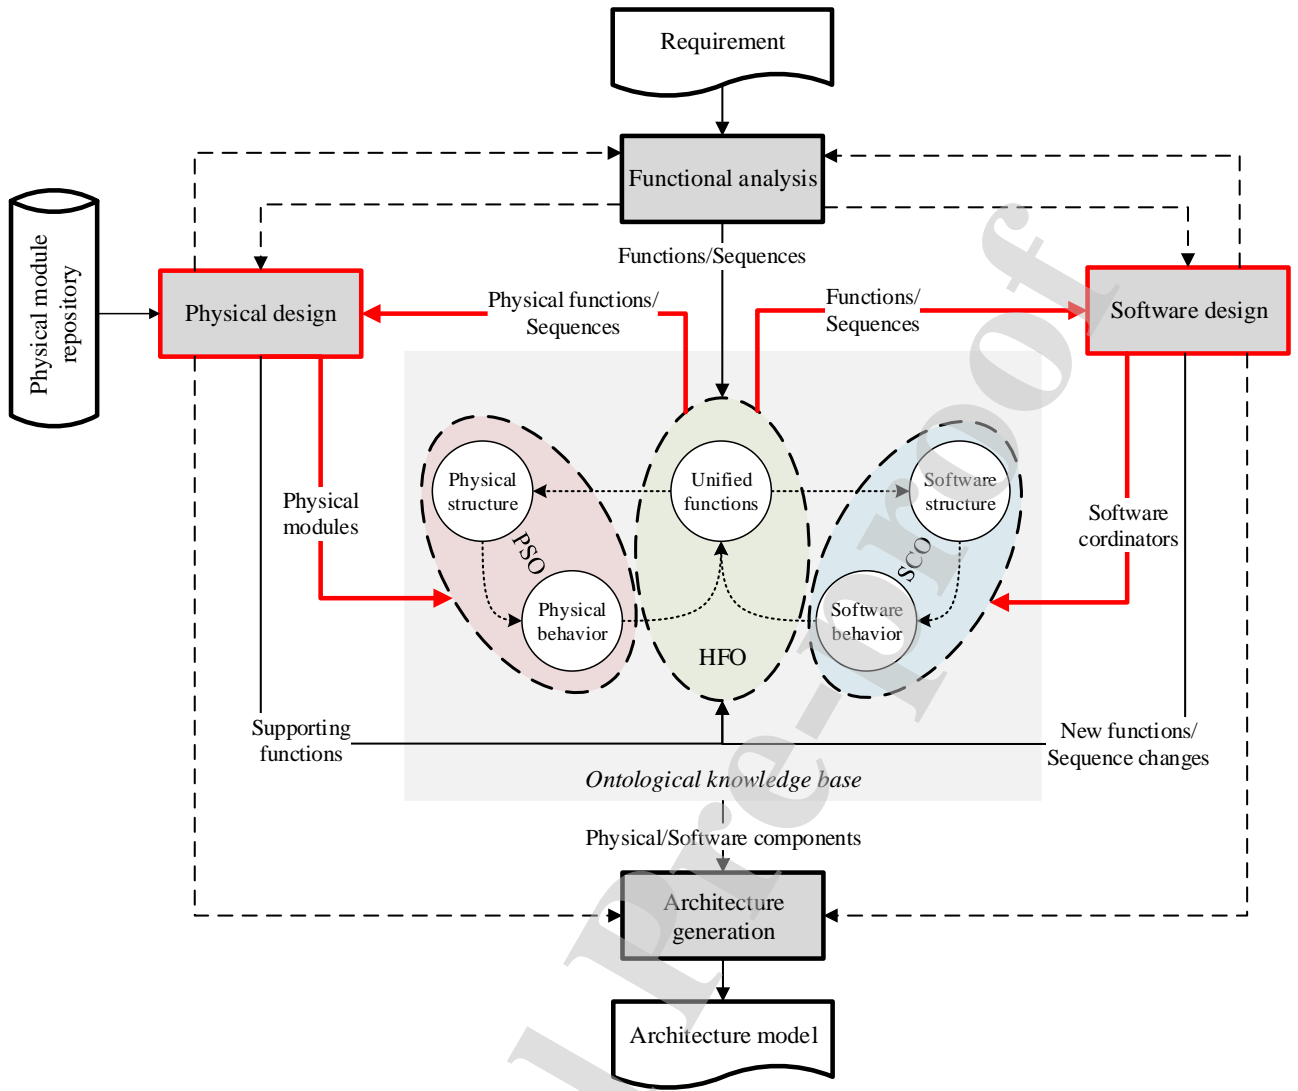 Requirement
Functional analysis
Physical module
repository
Functions/Sequences
Physical design
Physical functions/
Sequences
Functions/
Sequences
Software design
Physical
structure
Unified
functions
Software
structure
Physical
modules
Software
cordinators
PSO
SCO
Physical
behavior
Software
behavior
HFO
Supporting
functions
New functions/
Sequence changes
Ontological knowledge base
Physical/Software components
Architecture
generation
Architecture model
l Pre-proof